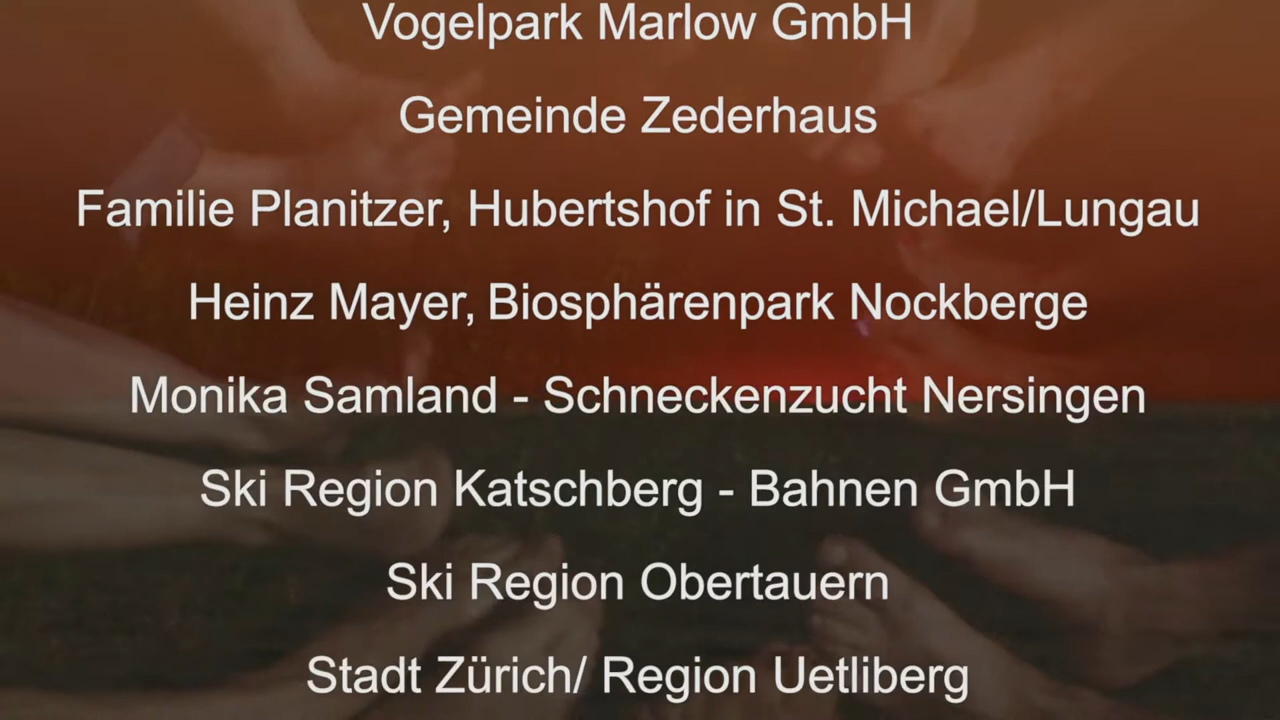 Vogelpark Marlow GmbH
Gemeinde Zederhaus
Familie Planitzer, Hubertshof in St. Michael/Lungau
Heinz Mayer, Biosphärenpark Nockberge
Monika Samland - Schneckenzucht Nersingen
Ski Region Katschberg - Bahnen GmbH
Ski Region Obertauern
Stadt Zürich/ Region Uetliberg